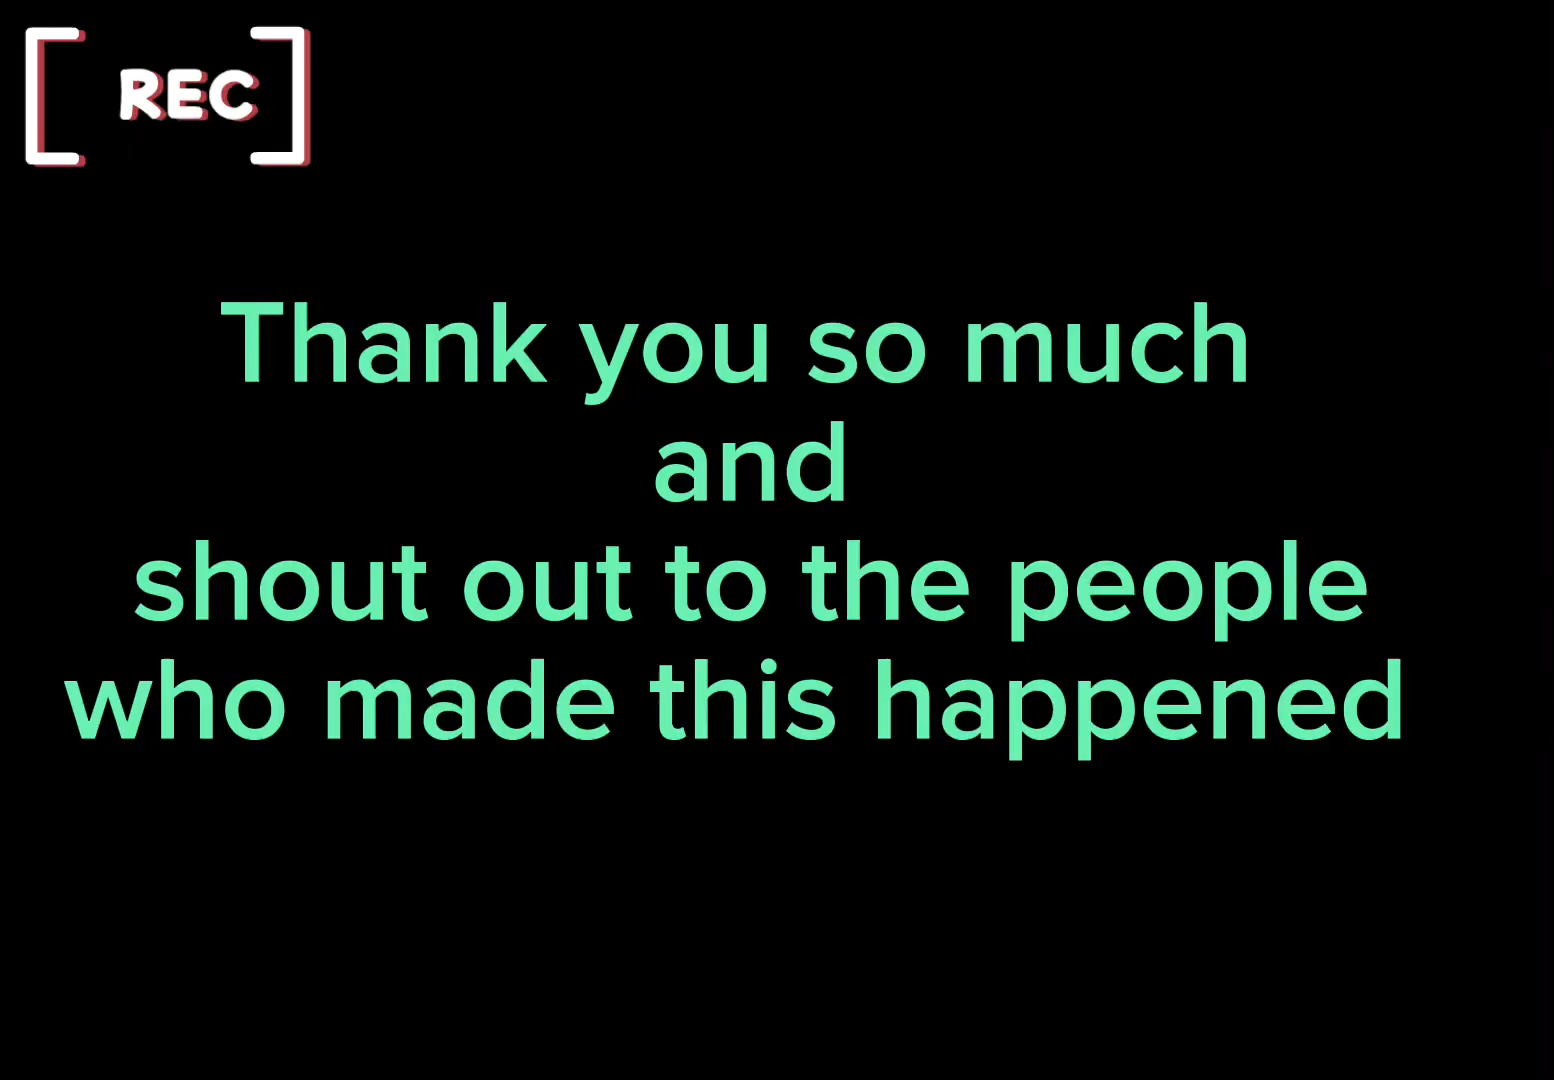 REC
Thank you so much
and
shout out to the people
who made this happened